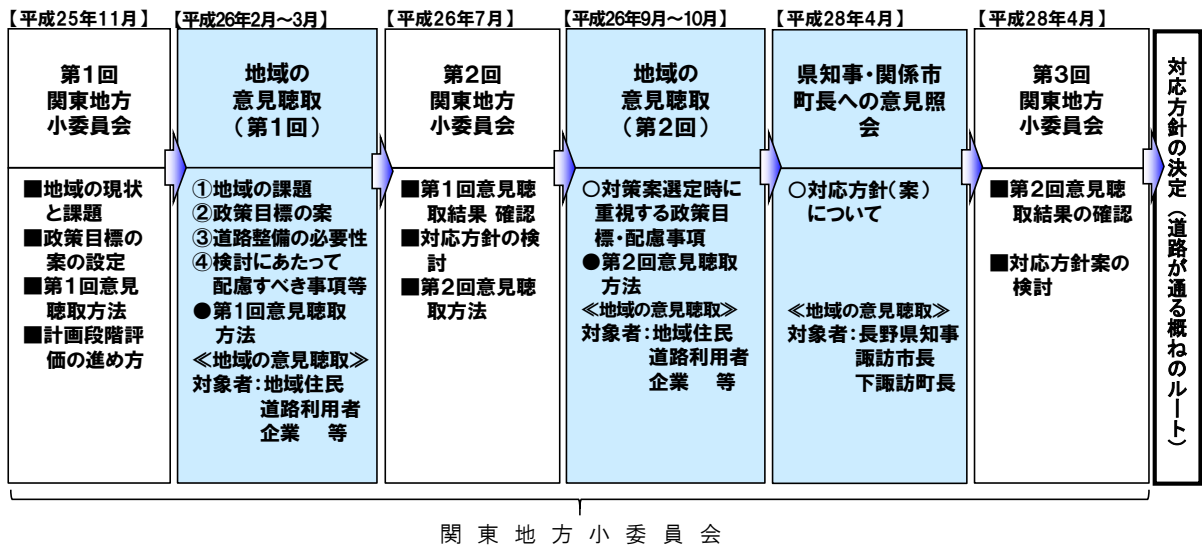 【平成25年11月】
第1回
関東地方
小委員会
■地域の現状
と課題
■政策目標の
案の設定
■第1回意見
聴取方法
■計画段階評
価の進め方
【平成26年2月～3月】
地域の
意見聴取
（第1回）
①地域の課題
②政策目標の案
③道路整備の必要性
④検討にあたって
配慮すべき事項等
●第1回意見聴取
方法
≪地域の意見聴取≫
対象者：地域住民
道路利用者
企業　等
【平成26年7月】
第2回
関東地方
小委員会
■第1回意見聴
取結果 確認
■対応方針の検
討
■第2回意見聴
取方法
【平成26年9月～10月】
地域の
意見聴取
（第2回）
○対策案選定時に
重視する政策目
標・配慮事項
●第2回意見聴取
方法
≪地域の意見聴取≫
対象者：地域住民
道路利用者
企業　等
【平成28年4月】
県知事・関係市
町長への意見照
会
○対応方針（案）
について
≪地域の意見聴取≫
対象者：長野県知事
諏訪市長
下諏訪町長
【平成28年4月】
第3回
関東地方
小委員会
■第2回意見聴
取結果の確認
■対応方針案の
検討
対応方針の決定（道路が通る概ねのルート）
関東地方小委員会